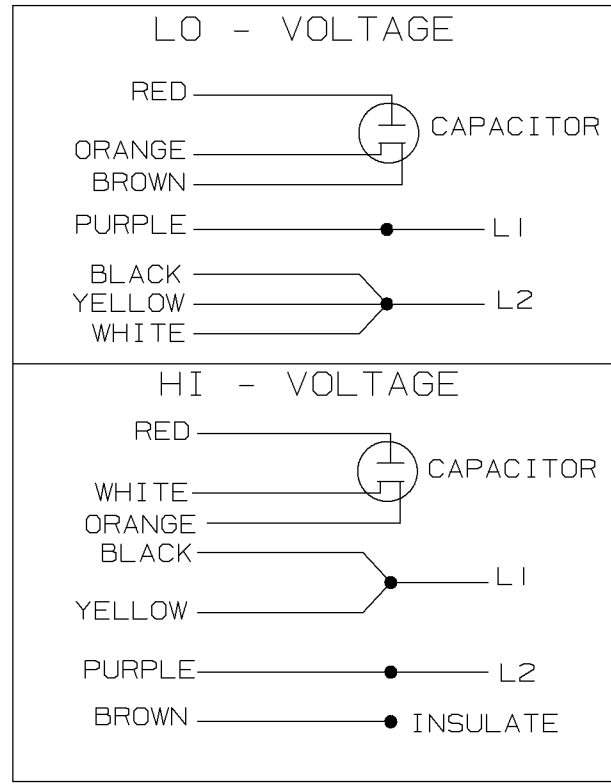 LO - VOLTAGE
RED
CAPACITOR
ORANGE
BROWN
PURPLE L1
BLACK
YELLOW L2
WHITE
HI - VOLTAGE
RED
CAPACITOR
WHITE
ORANGE
BLACK
L1
YELLOW
PURPLE L2
BROWN INSULATE